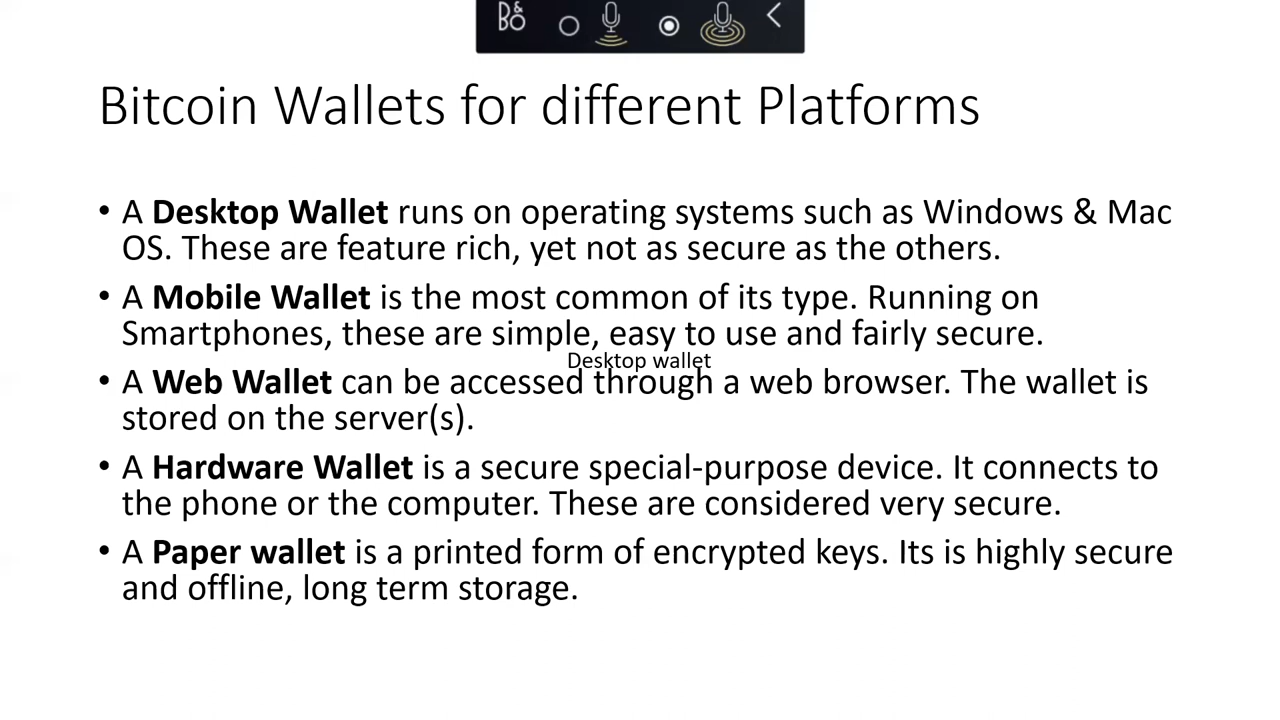 B&O
Bitcoin Wallets for different Platforms
• A Desktop Wallet runs on operating systems such as Windows & Mac
OS. These are feature rich, yet not as secure as the others.
• A Mobile Wallet is the most common of its type. Running on
Smartphones, these are simple, easy to use and fairly secure.
Desktop wallet
• A Web Wallet can be accessed through a web browser. The wallet is
stored on the server(s).
• A Hardware Wallet is a secure special-purpose device. It connects to
the phone or the computer. These are considered very secure.
• A Paper wallet is a printed form of encrypted keys. Its is highly secure
and offline, long term storage.